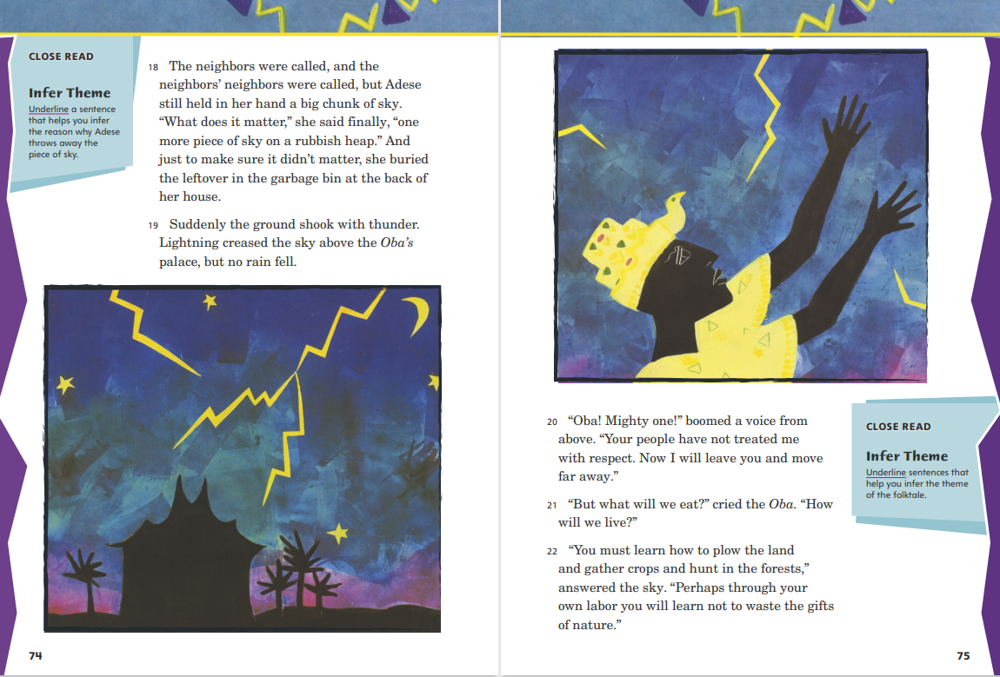 CLOSE READ
Infer Theme
Underline a sentence
that helps you infer
the reason why Adese
throws away the
piece of sky.
18 The neighbors were called, and the
neighbors’ neighbors were called, but Adese
still held in her hand a big chunk of sky.
“What does it matter,” she said finally, “one
more piece of sky on a rubbish heap.” And
just to make sure it didn’t matter, she buried
the leftover in the garbage bin at the back of
her house.
19 Suddenly the ground shook with thunder.
Lightning creased the sky above the Oba’s
palace, but no rain fell.
74
20 “Oba! Mighty one!” boomed a voice from
above. “Your people have not treated me
with respect. Now I will leave you and move
far away.”
21 “But what will we eat?” cried the Oba. “How
will we live?”
22 “You must learn how to plow the land
and gather crops and hunt in the forests,”
answered the sky. “Perhaps through your
own labor you will learn not to waste the gifts
of nature.”
CLOSE READ
Infer Theme
Underline sentences that
help you infer the theme
of the folktale.
75